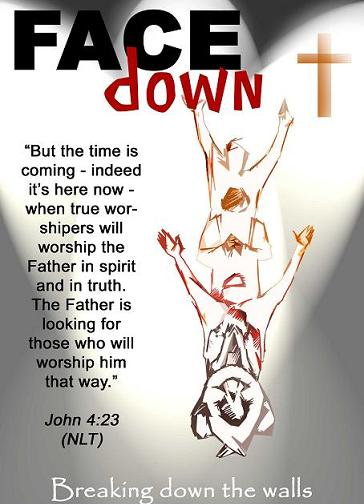 FACE
down
“But the time is
coming - indeed
it’s here now -
when true wor-
shipers will
worship the
Father in spirit
and in truth.
The Father is
looking for
those who will
worship him
that way.”
John 4:23
(NLT)
Breaking down the walls